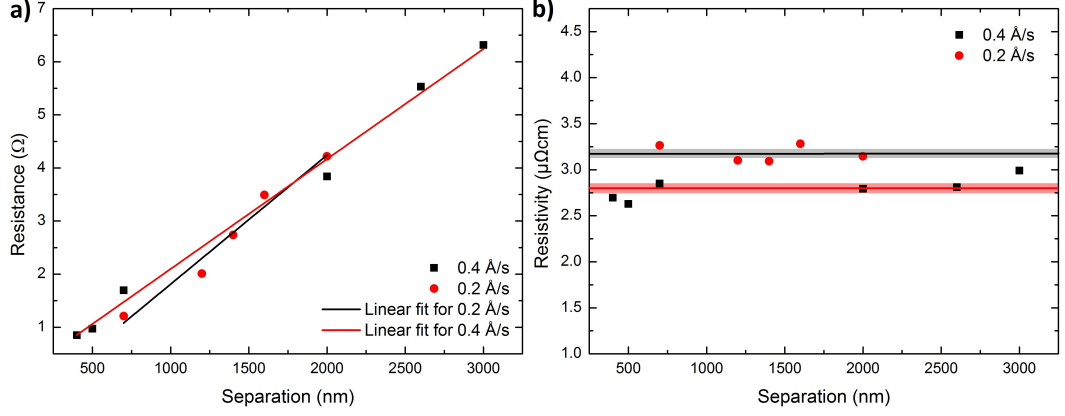 a)
7
6
5
4
3
2
1
Resistance (Ω)
500 1000 1500 2000 2500 3000
Separation (nm)
0.4 Å/s
0.2 Å/s
Linear fit for 0.2 Å/s
Linear fit for 0.4 Å/s
b)
4.5
4.0
3.5
3.0
2.5
2.0
1.5
1.0
Resistivity (μΩcm)
500 1000 1500 2000 2500 3000
Separation (nm)
0.4 Å/s
0.2 Å/s